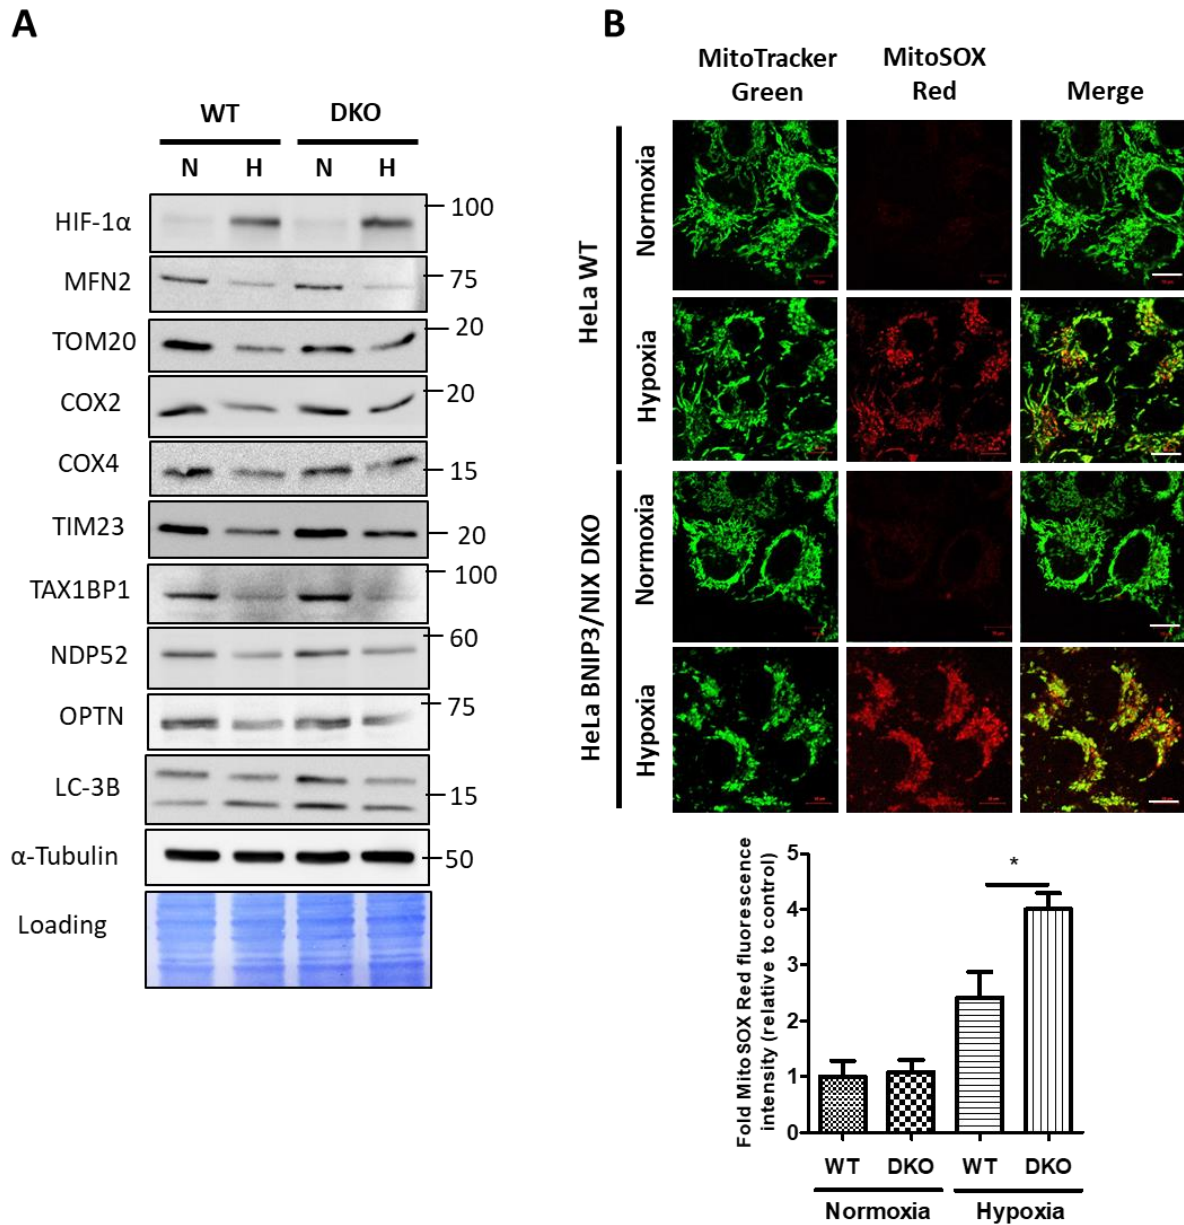 A
WT DKO
N H N H
HIF-1α 100
MFN2 75
TOM20 20
COX2 20
COX4 15
TIM23 20
TAX1BP1 100
NDP52 60
OPTN 75
LC-3B 15
α-Tubulin 50
Loading
B
MitoTracker
Green
MitoSOX
Red
Merge
HeLa WT
Normoxia
Hypoxia
HeLa BNIP3/NIX DKO
Normoxia
Hypoxia
Fold MitoSOX Red fluorescence
intensity (relative to control)
5
4
3
2
1
0
*
WT DKO WT DKO
Normoxia Hypoxia